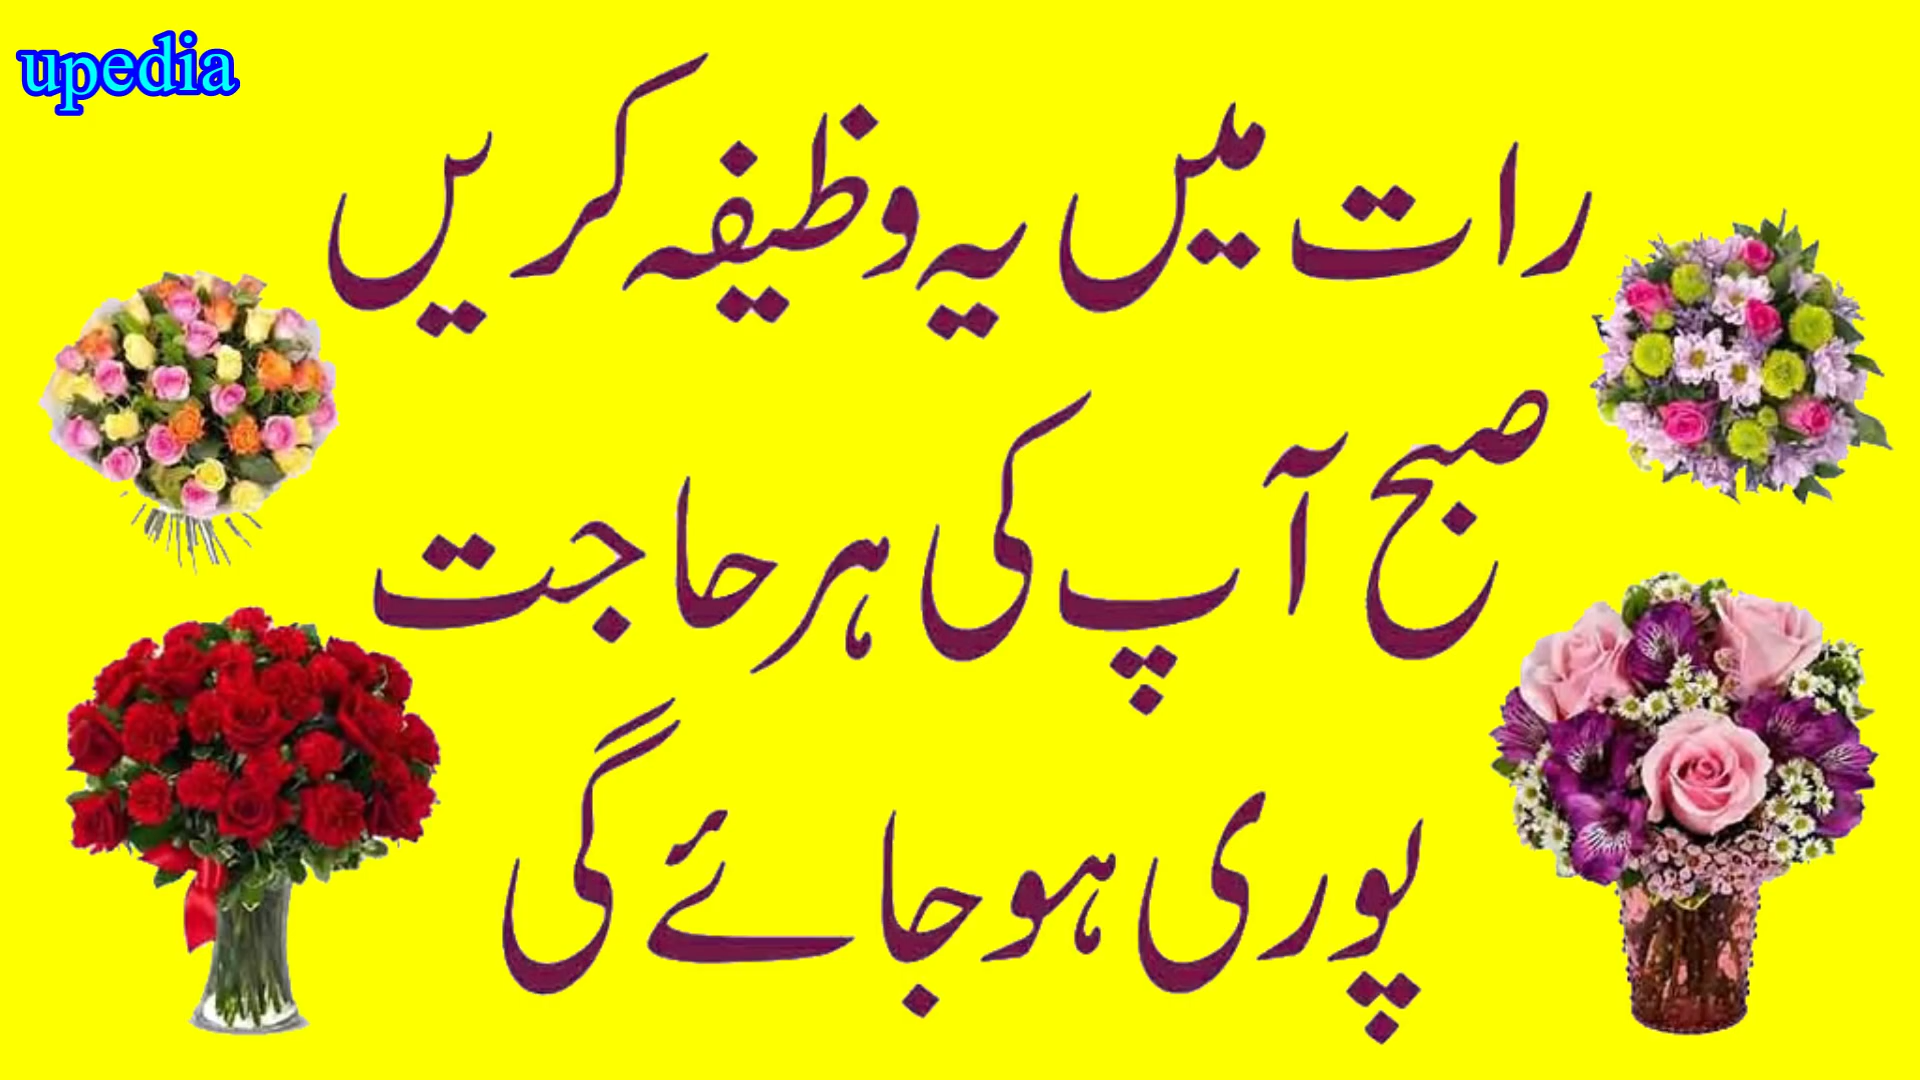 upedia
رات میں یہ وظیفہ کریں
صبح آپ کی ہر حاجت
پوری ہو جائے گی